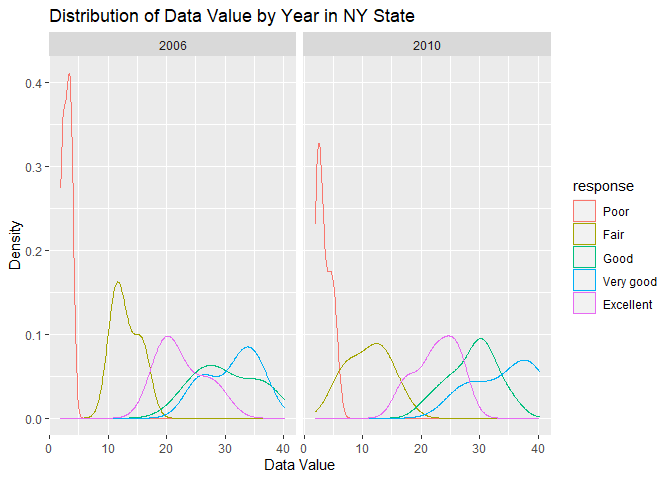 Distribution of Data Value by Year in NY State
2006
2010
0.4
0.3
0.2
0.1
0.0
Density
0 10 20 30 40
0 10 20 30 40
Data Value
response
Poor
Fair
Good
Very good
Excellent